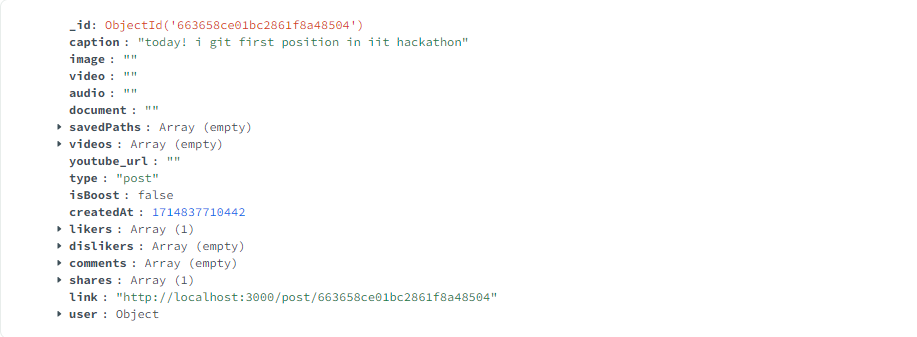 _id: ObjectId('663658ce01bc2861f8a48504')
caption : "today! i git first position in iit hackathon"
image : ""
video : ""
audio : ""
document : ""
savedPaths : Array (empty)
videos : Array (empty)
youtube_url : ""
type : "post"
isBoost : false
createdAt : 1714837710442
likers : Array (1)
dislikers : Array (empty)
comments : Array (empty)
shares : Array (1)
link : "http://localhost:3000/post/663658ce01bc2861f8a48504"
user : Object